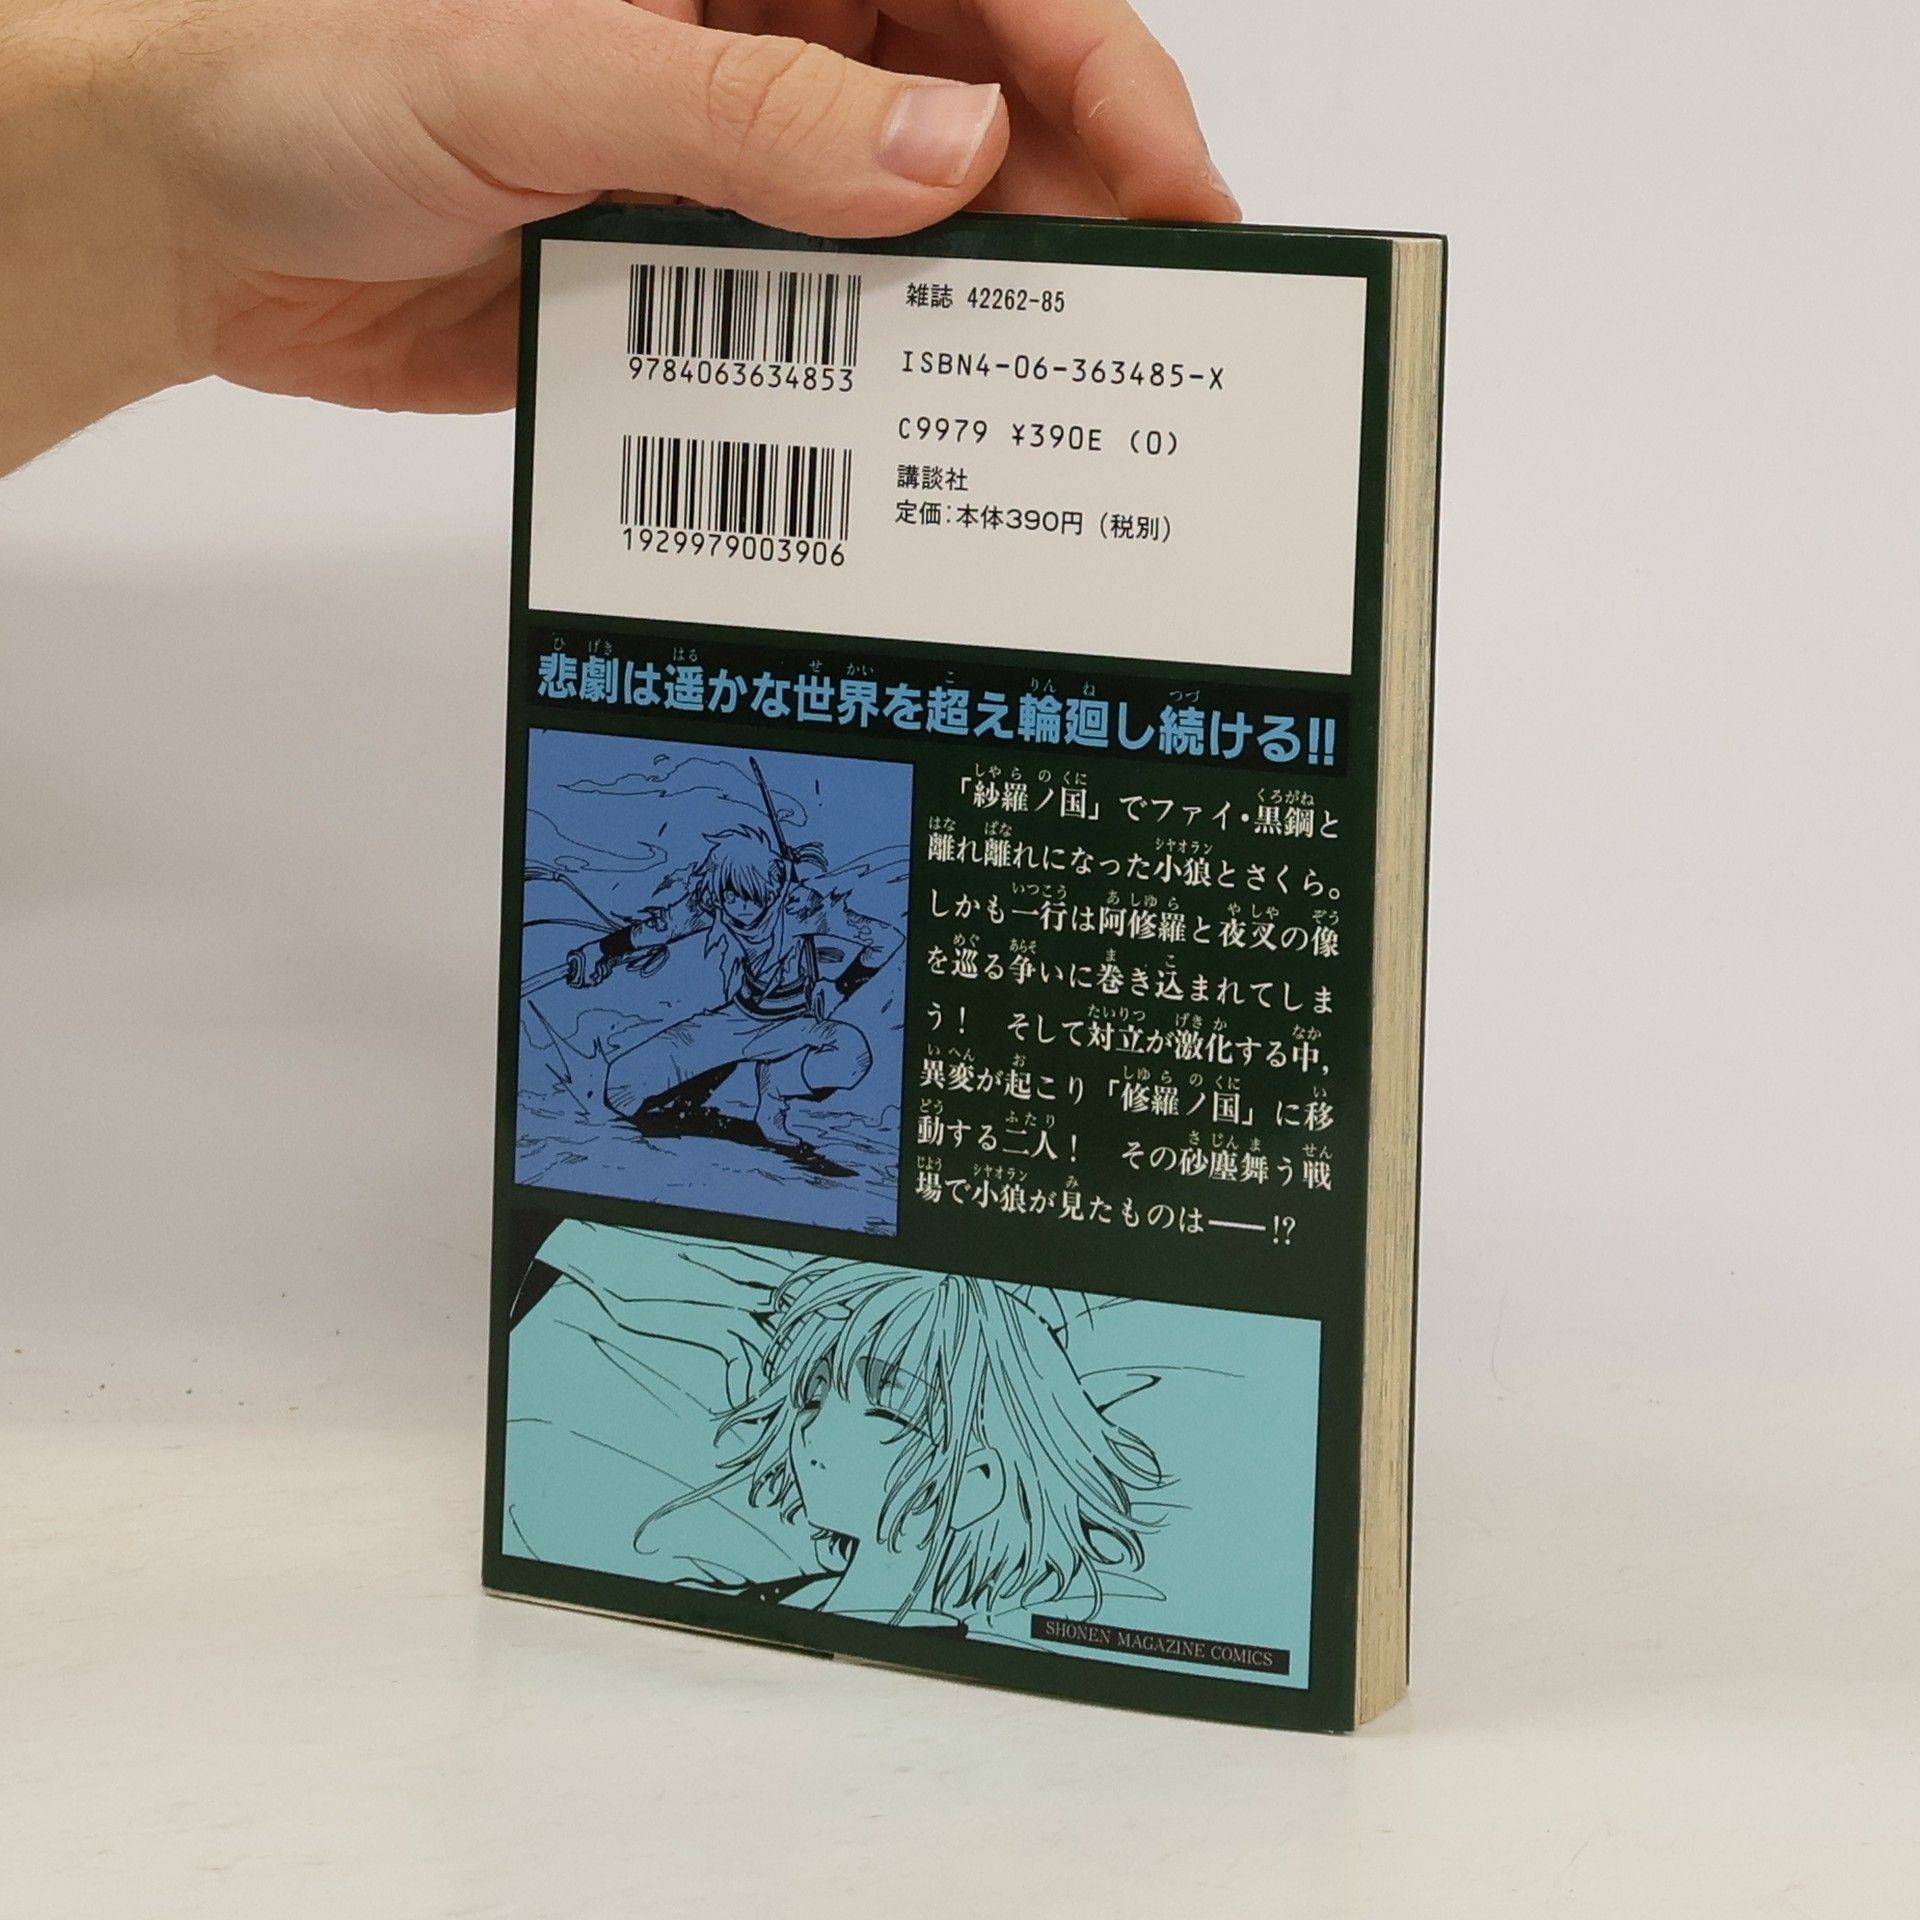 雑誌 42262-85
9784063634853
ISBN4-06-363485-X
C9979 ¥390E (0)
1929979003906
講談社
定価:本体390円(税別)
悲劇は遥かな世界を超え輪廻し続ける!!
「紗羅ノ国」でファイ・黒鋼と
離れ離れになった小狼とさくら。
しかも一行は阿修羅と夜叉の像
を巡る争いに巻き込まれてしま
う! そして対立が激化する中,
異変が起こり「修羅ノ国」に移
動する二人! その砂塵舞う戦
場で小狼が見たものは――!?
SHONEN MAGAZINE COMICS